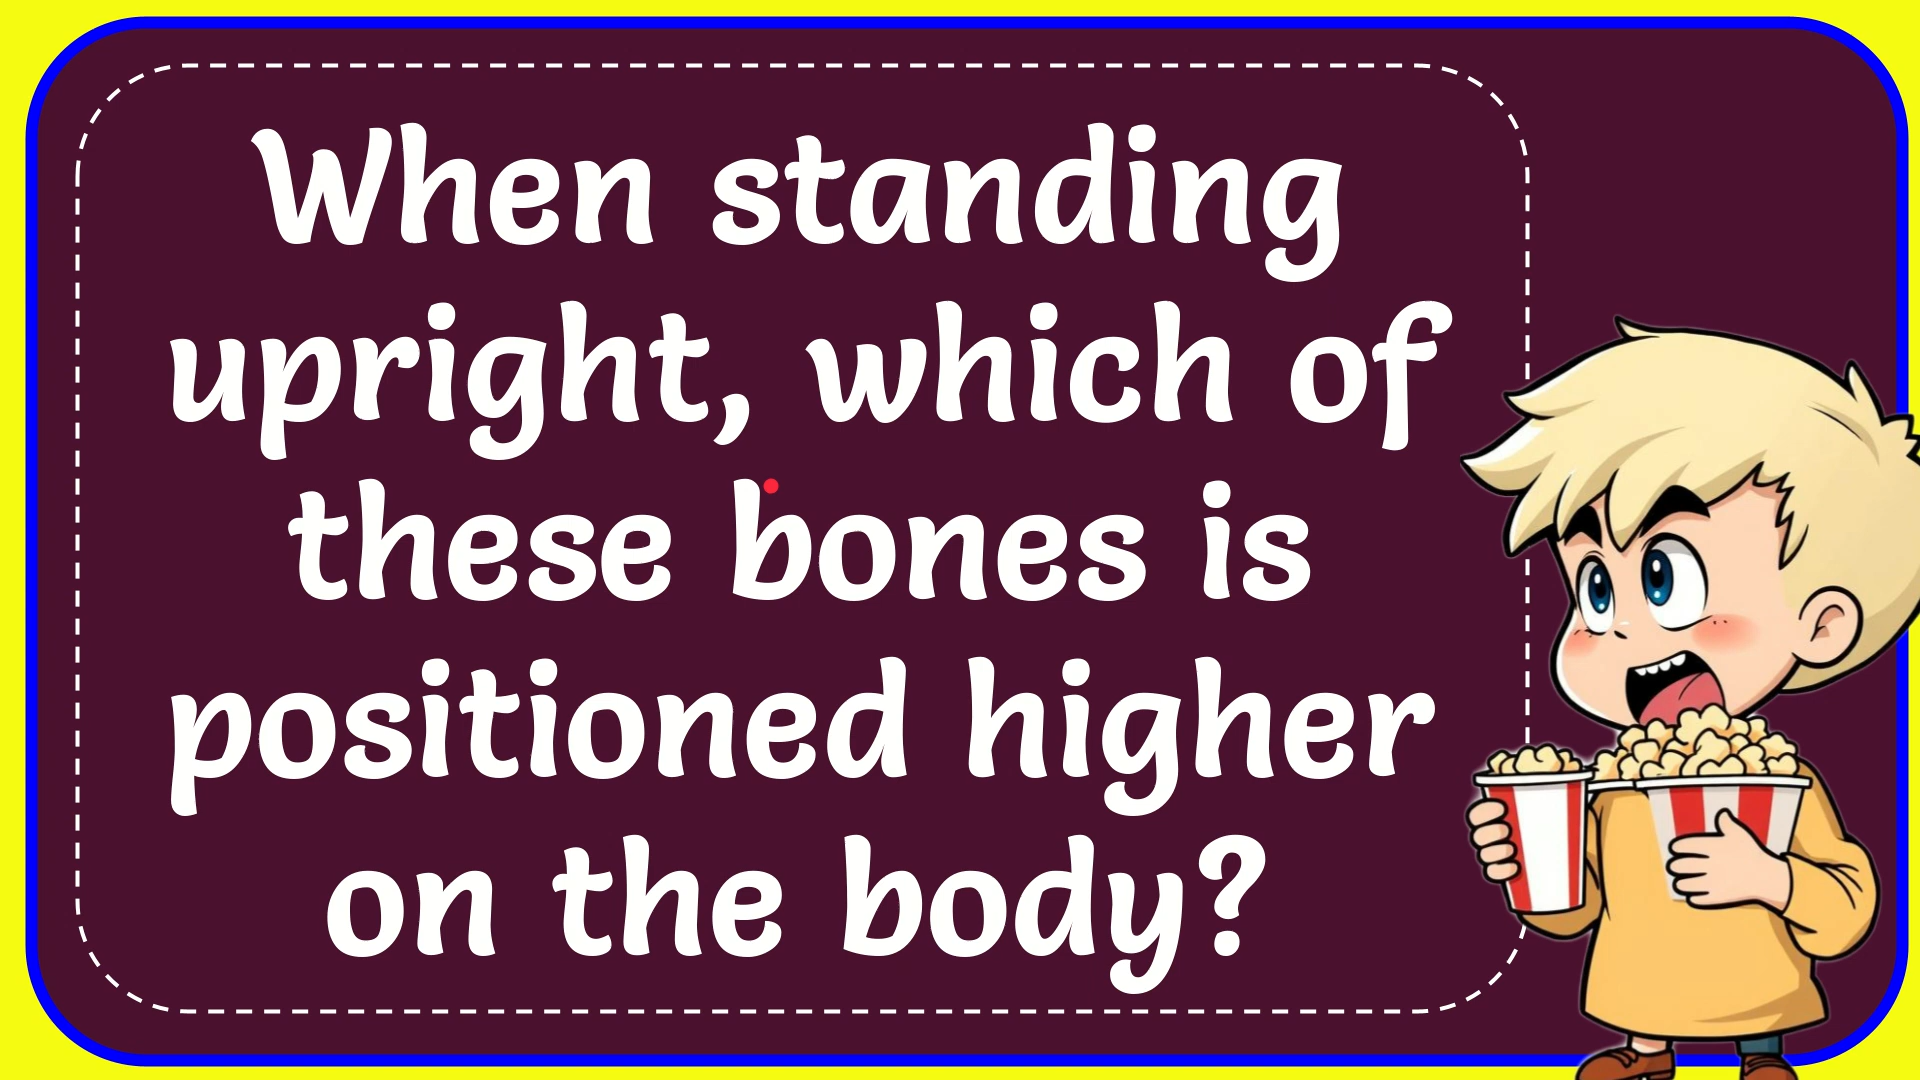 When standing
upright, which of
these bones is
positioned higher
on the body?